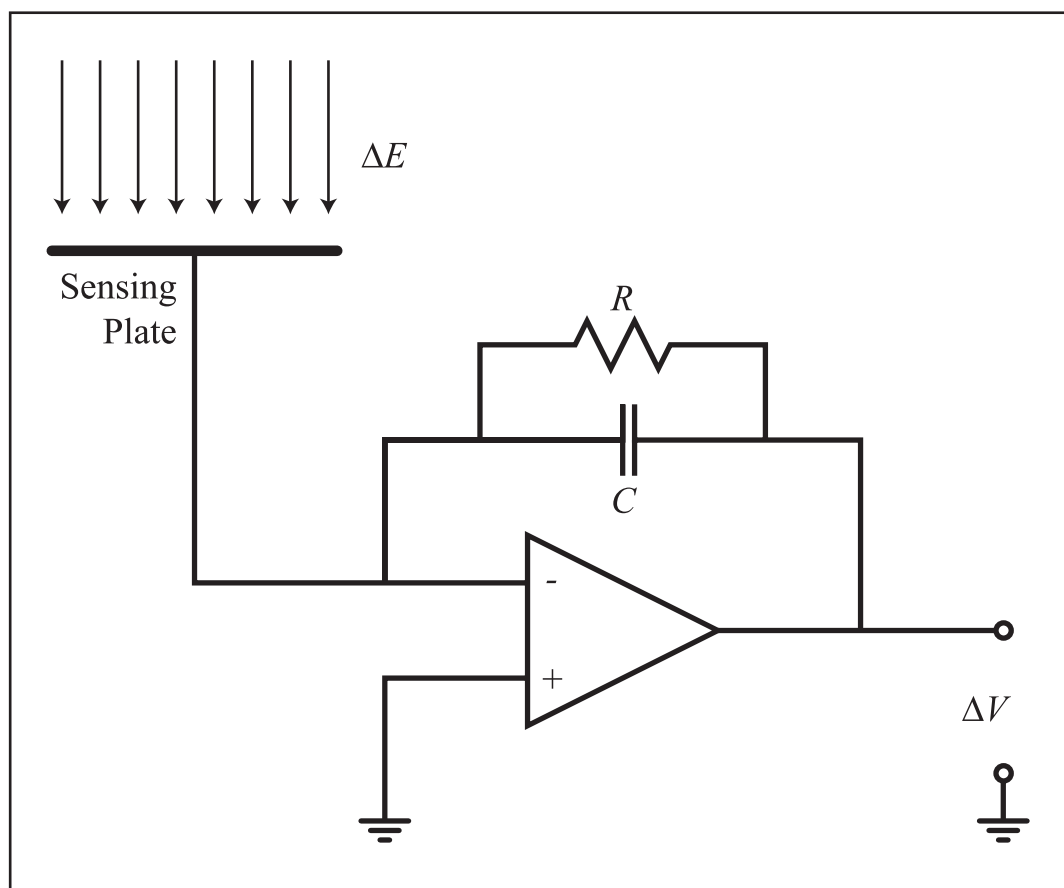 ΔE
Sensing
Plate
R
C
-
+
ΔV